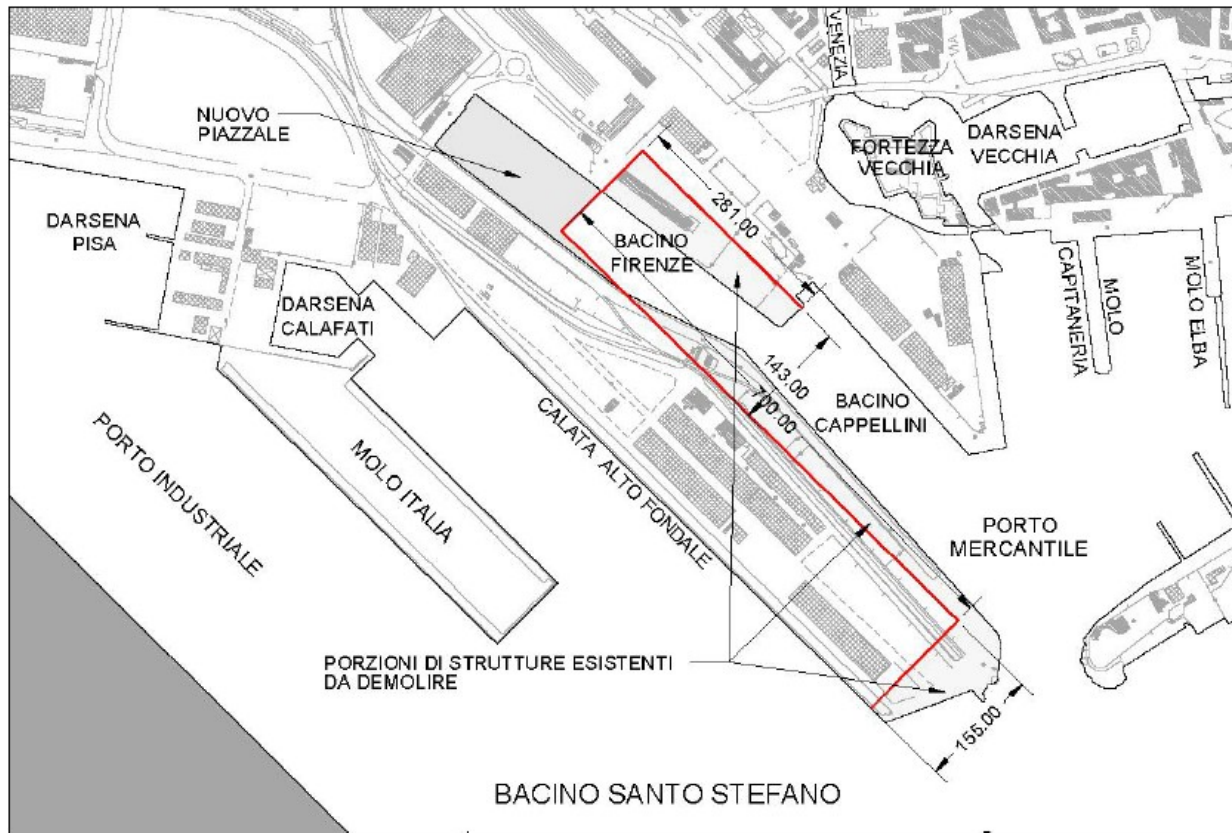 VENEZIA
NUOVO
PIAZZALE
FORTEZZA
VECCHIA
DARSENA
VECCHIA
DARSENA
PISA
281.00
BACINO
FIRENZE
DARSENA
CALAFATI
CAPITANERIA
MOLO
MOLO ELBA
143.00
700.00
BACINO
CAPPELLINI
CALATA ALTO FONDALE
MOLO ITALIA
PORTO INDUSTRIALE
PORTO
MERCANTILE
PORZIONI DI STRUTTURE ESISTENTI
DA DEMOLIRE
155.00
BACINO SANTO STEFANO